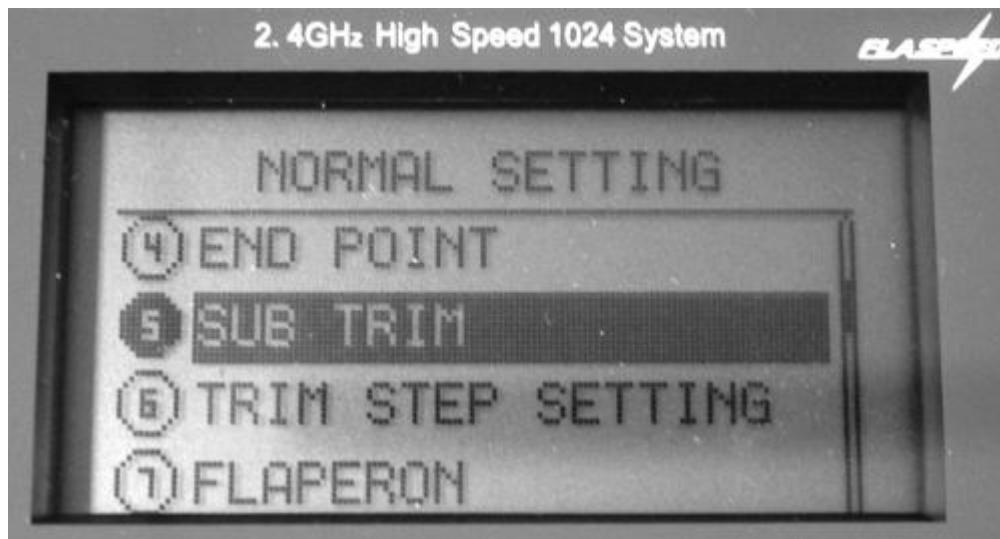 2.4GHz High Speed 1024 System
FLASPEED
NORMAL SETTING
4 END POINT
5 SUB TRIM
6 TRIM STEP SETTING
7 FLAPERON